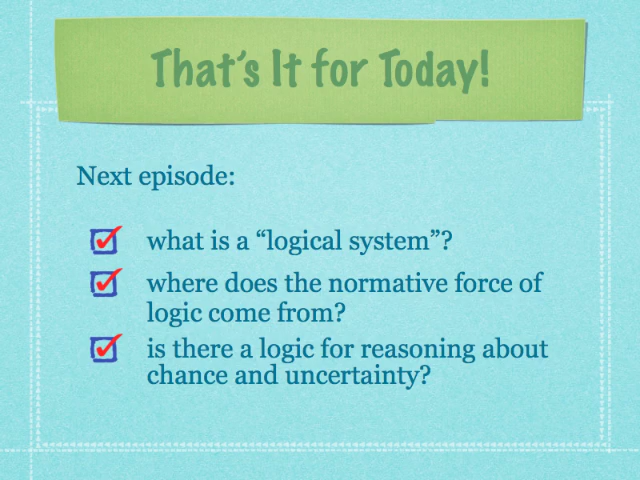 That's It for Today!
Next episode:
what is a “logical system”?
where does the normative force of
logic come from?
is there a logic for reasoning about
chance and uncertainty?